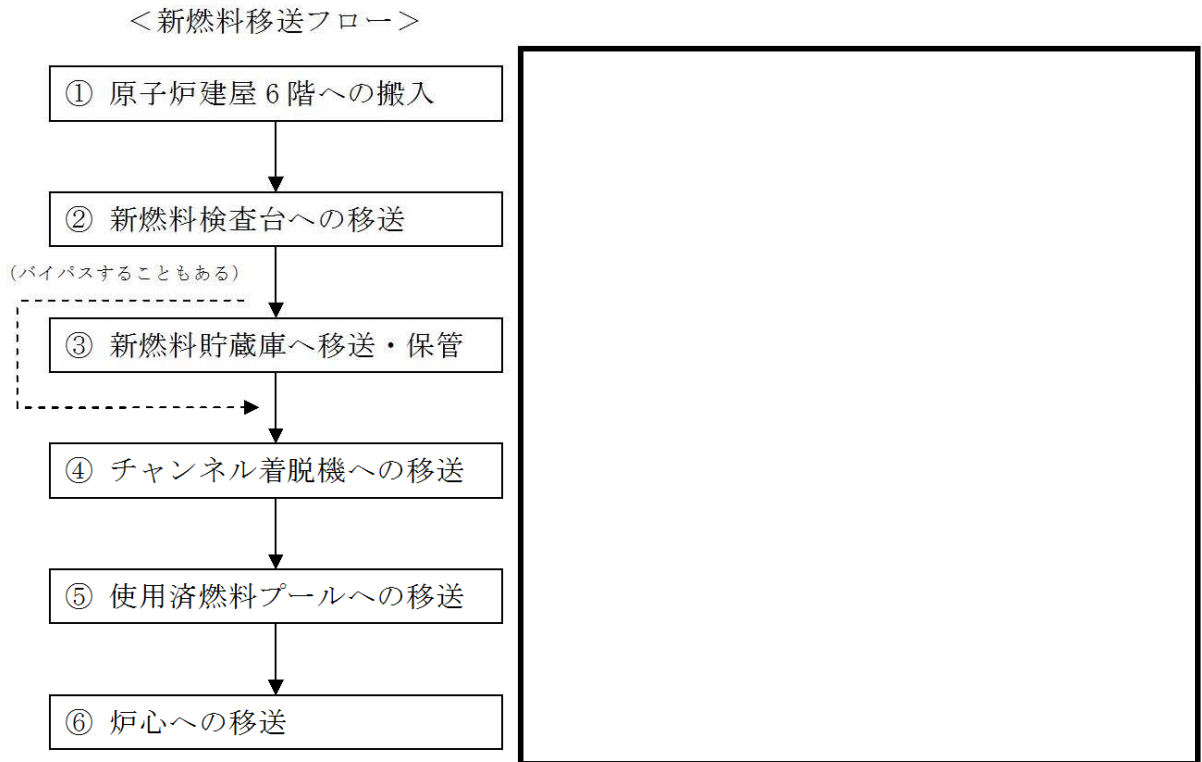 ＜新燃料移送フロー＞
① 原子炉建屋６階への搬入
② 新燃料検査台への移送
（バイパスすることもある）
③ 新燃料貯蔵庫へ移送・保管
④ チャンネル着脱機への移送
⑤ 使用済燃料プールへの移送
⑥ 炉心への移送